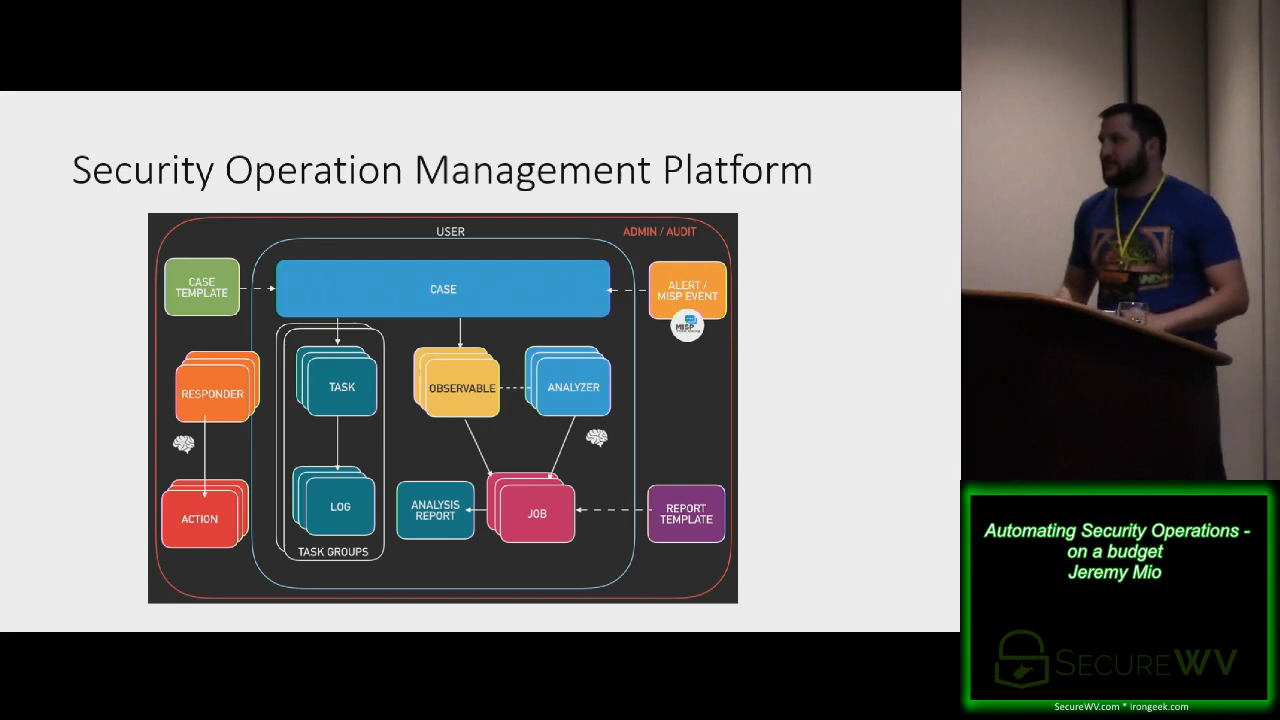 Security Operation Management Platform
USER
ADMIN / AUDIT
CASE
TEMPLATE
CASE
ALERT /
MISP EVENT
MISP
RESPONDER
TASK
OBSERVABLE
ANALYZER
ACTION
LOG
ANALYSIS
REPORT
JOB
REPORT
TEMPLATE
TASK GROUPS
Automating Security Operations -
on a budget
Jeremy Mio
SECUREWV
SecureWV.com * irongeek.com